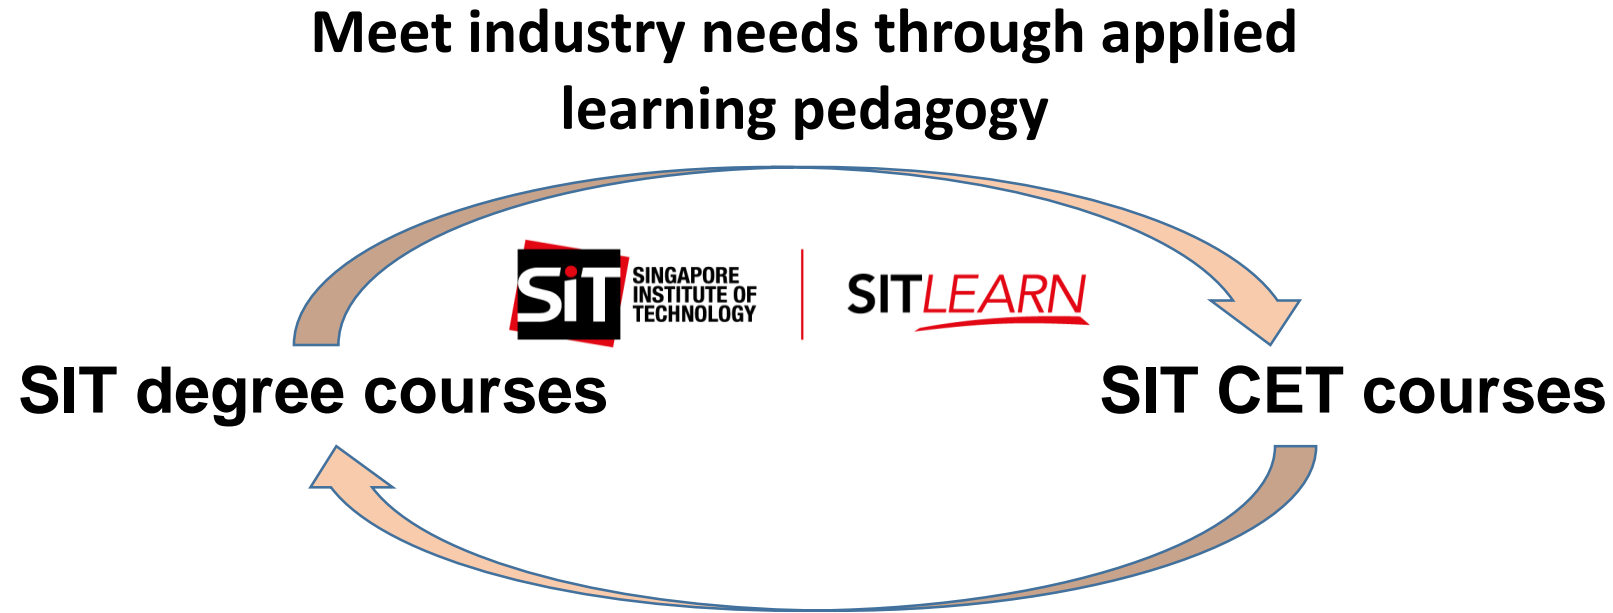 Meet industry needs through applied
learning pedagogy
SiT
SINGAPORE
INSTITUTE OF
TECHNOLOGY
SITLEARN
SIT degree courses
SIT CET courses